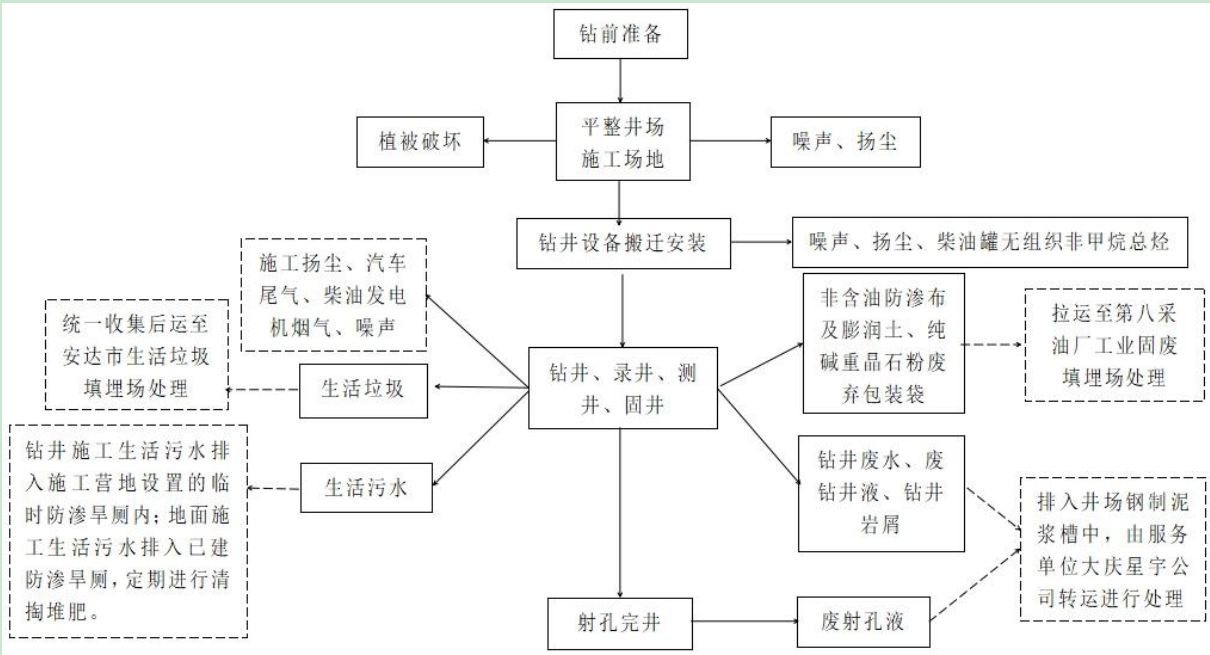 钻前准备
植被破坏
平整井场
施工场地
噪声、扬尘
钻井设备搬迁安装
噪声、扬尘、柴油罐无组织非甲烷总烃
施工扬尘、汽车
尾气、柴油发电
机烟气、噪声
统一收集后运至
安达市生活垃圾
填埋场处理
生活垃圾
钻井、录井、测
井、固井
非含油防渗布
及膨润土、纯
碱重晶石粉废
弃包装袋
拉运至第八采
油厂工业固废
填埋场处理
钻井施工生活污水排
入施工营地设置的临
时防渗旱厕内；地面施
工生活污水排入已建
防渗旱厕，定期进行清
掏堆肥。
生活污水
钻井废水、废
钻井液、钻井
岩屑
排入井场钢制泥
浆槽中，由服务
单位大庆星宇公
司转运进行处理
射孔完井
废射孔液